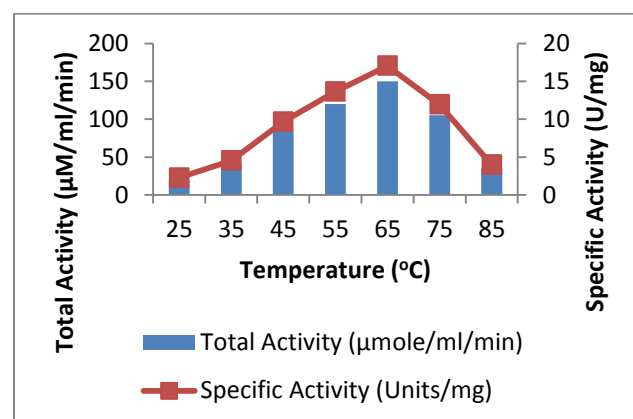 Total Activity (µM/ml/min)
200
150
100
50
0
20
15
10
5
0
Specific Activity (U/mg)
25 35 45 55 65 75 85
Temperature (°C)
Total Activity (µmole/ml/min)
Specific Activity (Units/mg)